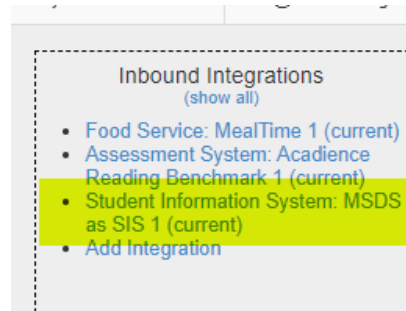 Inbound Integrations
(show all)
Food Service: MealTime 1 (current)
Assessment System: Acadience
Reading Benchmark 1 (current)
Student Information System: MSDS
as SIS 1 (current)
Add Integration